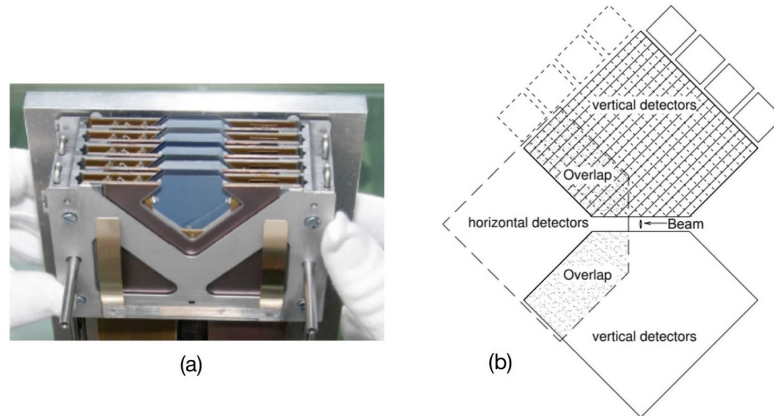 vertical detectors
Overlap
horizontal detectors
Beam
Overlap
vertical detectors
(a)
(b)